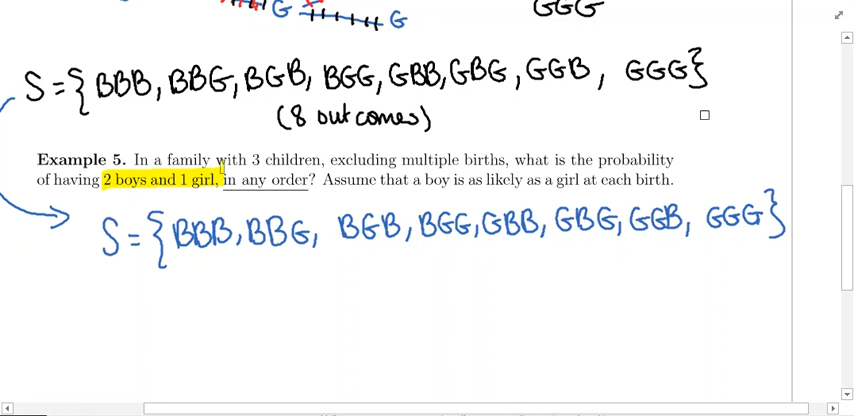 G G
GGG
S={BBB, BBG, BGB, BGG, GBB, GBG, GGB, GGG}
(8 outcomes)
Example 5. In a family with 3 children, excluding multiple births, what is the probability
of having 2 boys and 1 girl, in any order? Assume that a boy is as likely as a girl at each birth.
S={BBB, BBG, BGB, BGG, GBB, GBG, GGB, GGG}